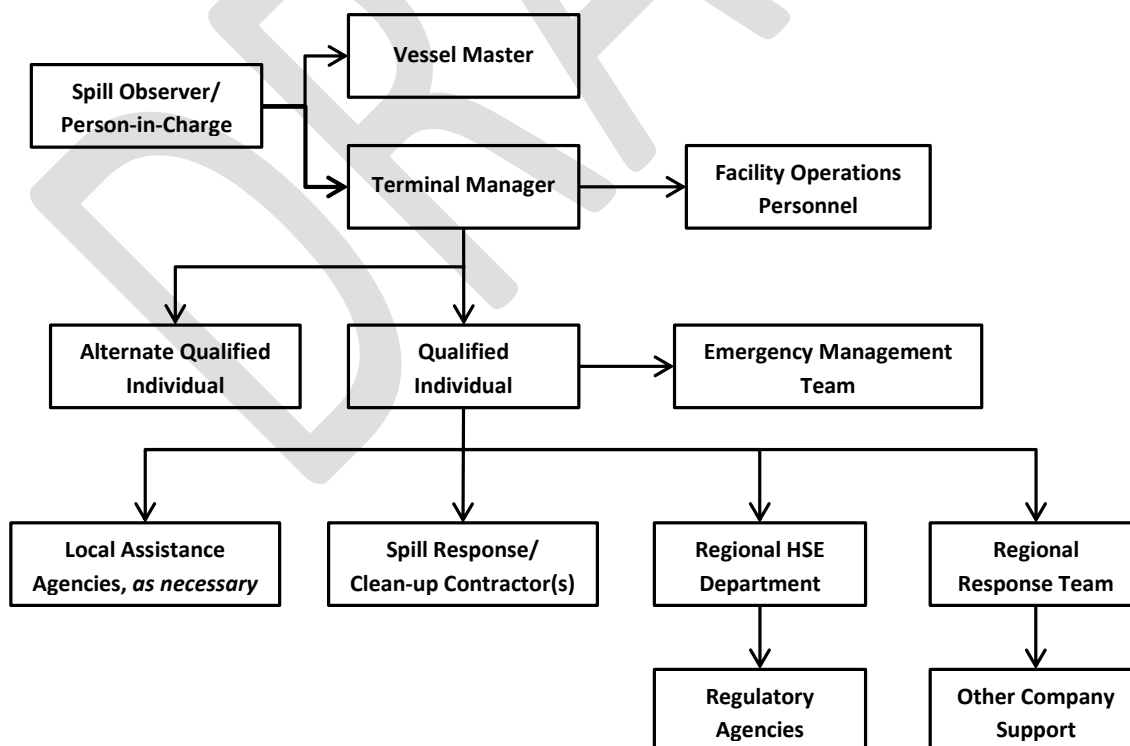 Vessel Master
Spill Observer/
Person-in-Charge
Terminal Manager
Facility Operations
Personnel
Alternate Qualified
Individual
Qualified
Individual
Emergency Management
Team
Local Assistance
Agencies, as necessary
Spill Response/
Clean-up Contractor(s)
Regional HSE
Department
Regional
Response Team
Regulatory
Agencies
Other Company
Support